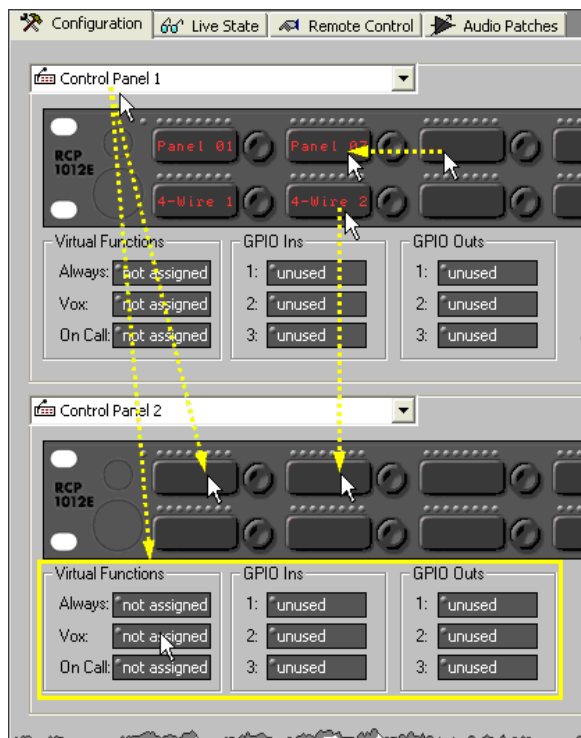 Configuration Live State Remote Control Audio Patches
Control Panel 1
RCP 1012E
Panel 01 Panel
4-Wire 1 4-Wire 2
Virtual Functions GPIO Ins GPIO Outs
Always: not assigned 1: unused 1: unused
Vox: not assigned 2: unused 2: unused
On Call: not assigned 3: unused 3: unused
Control Panel 2
RCP 1012E
Virtual Functions GPIO Ins GPIO Outs
Always: not assigned 1: unused 1: unused
Vox: not assigned 2: unused 2: unused
On Call: not assigned 3: unused 3: unused